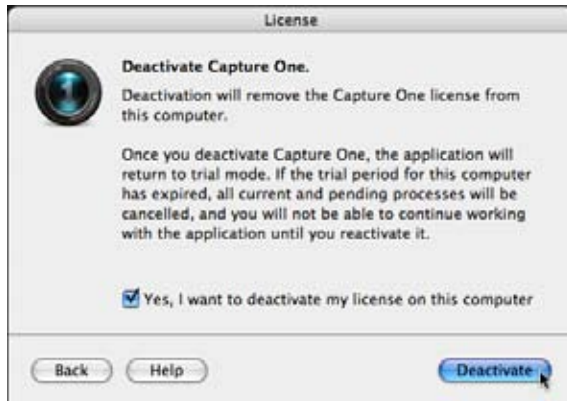 License
Deactivate Capture One.
Deactivation will remove the Capture One license from
this computer.
Once you deactivate Capture One, the application will
return to trial mode. If the trial period for this computer
has expired, all current and pending processes will be
cancelled, and you will not be able to continue working
with the application until you reactivate it.
Yes, I want to deactivate my license on this computer
Back Help Deactivate